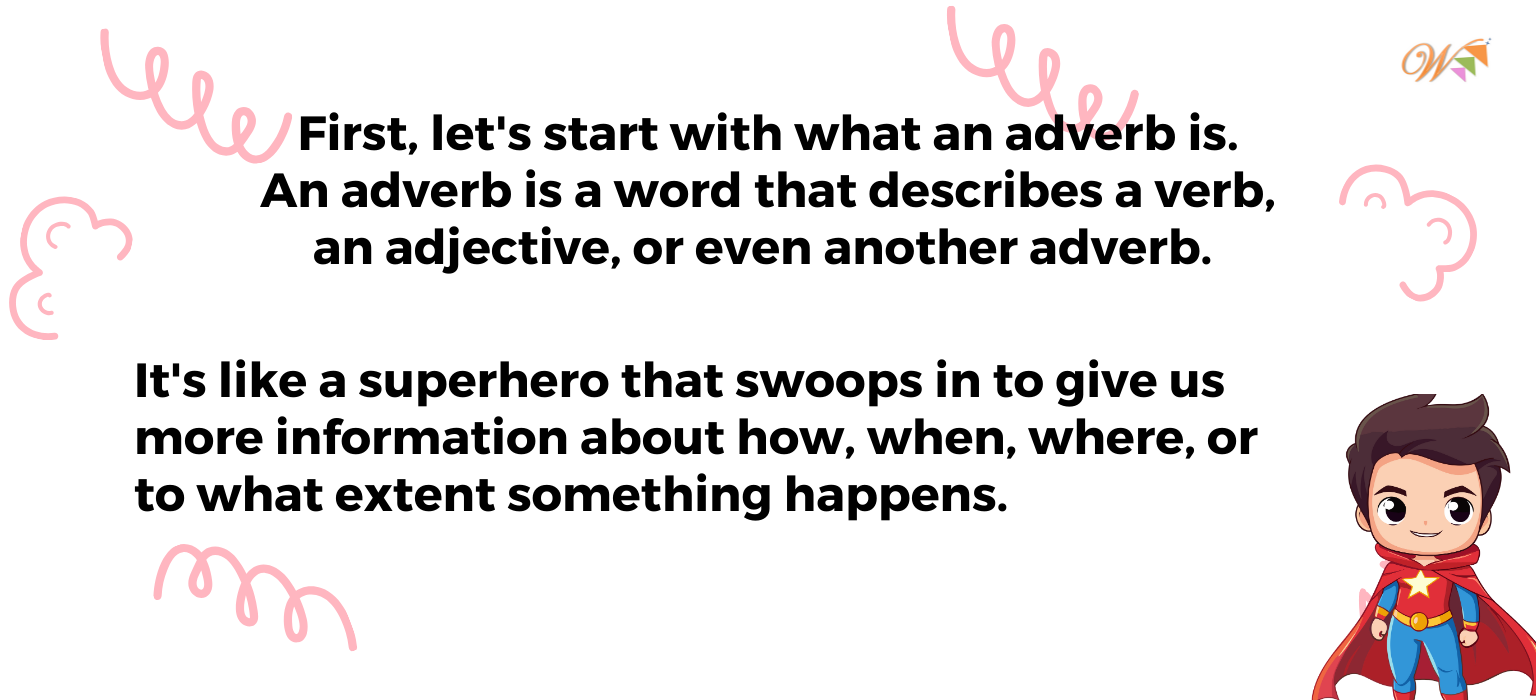 W
First, let's start with what an adverb is.
An adverb is a word that describes a verb,
an adjective, or even another adverb.
It's like a superhero that swoops in to give us
more information about how, when, where, or
to what extent something happens.